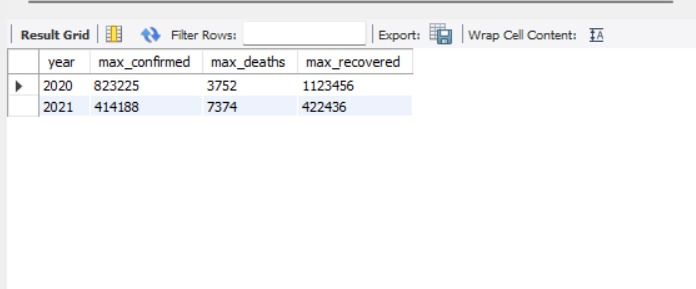 Result Grid Filter Rows: Export: Wrap Cell Content: IA
year max_confirmed max_deaths max_recovered
2020 823225 3752 1123456
2021 414188 7374 422436